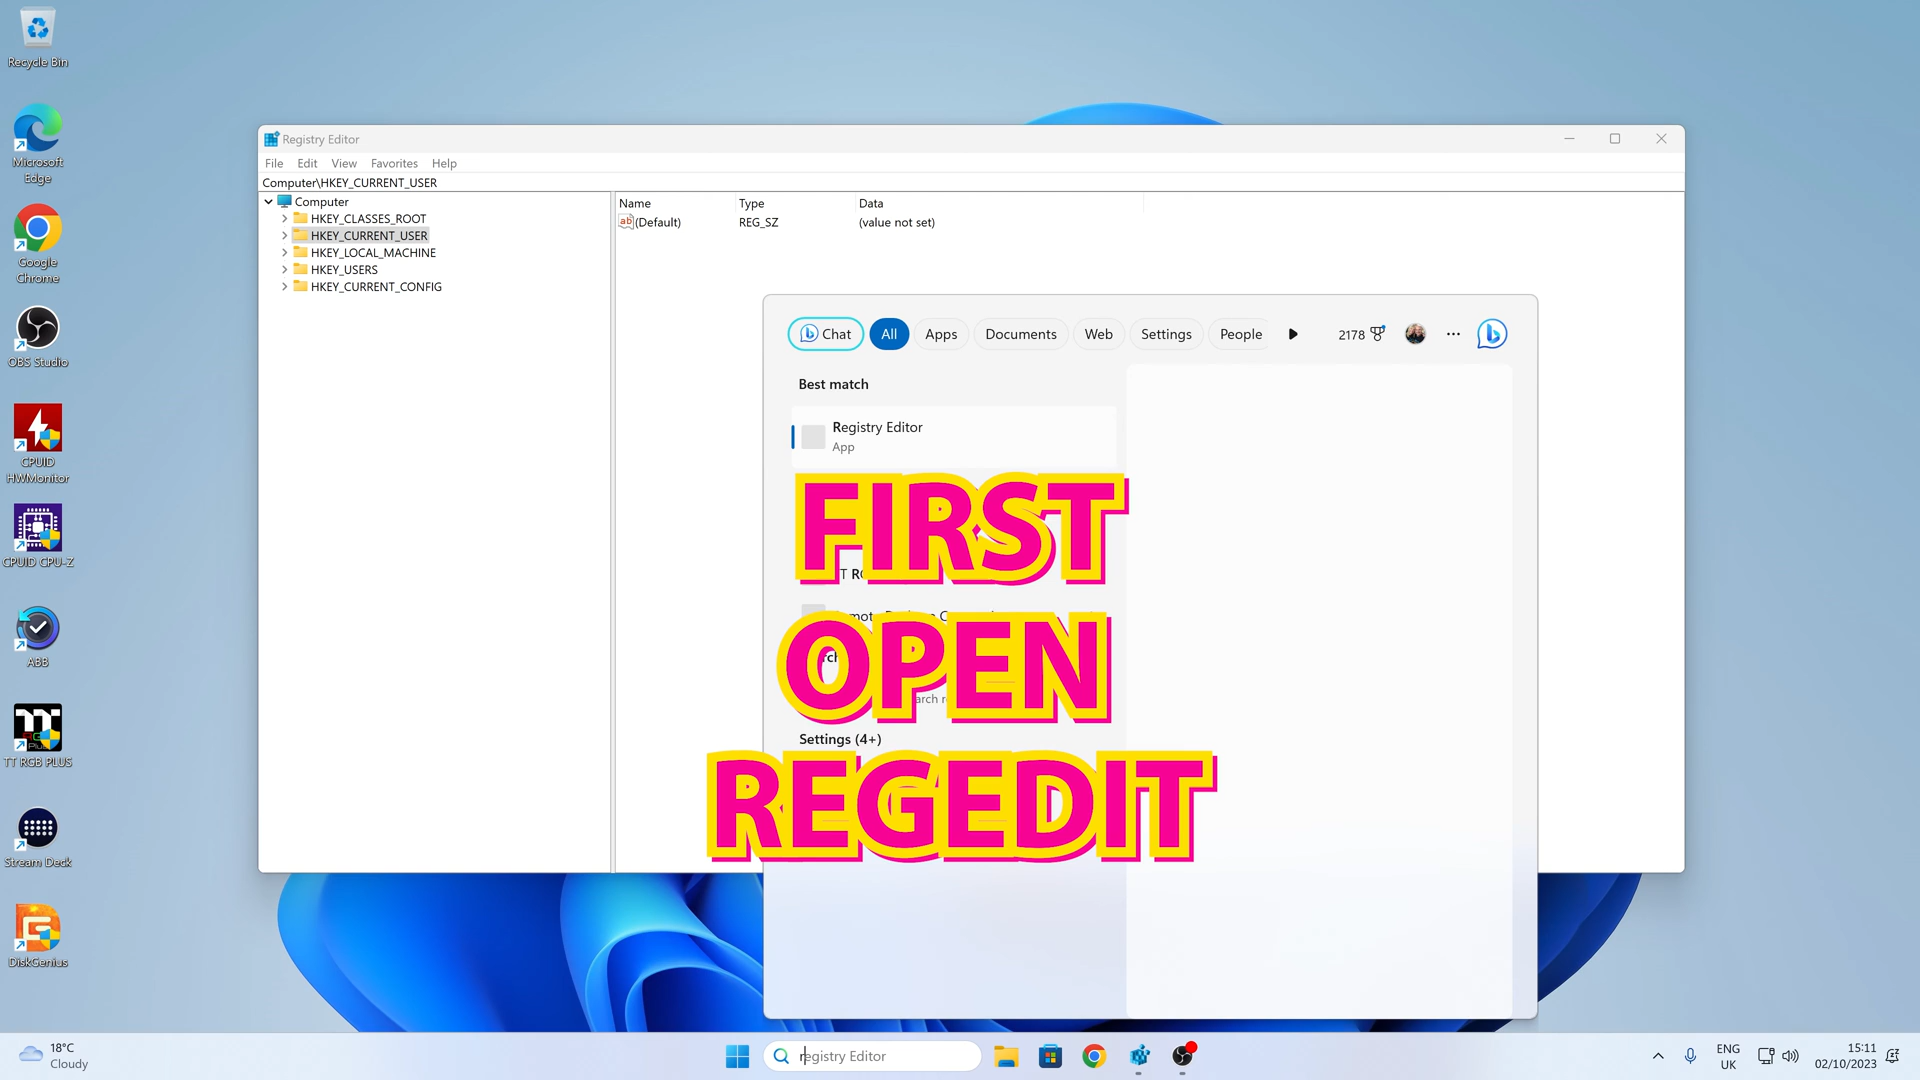 Recycle Bin
Microsoft
Edge
Google
Chrome
OBS Studio
CPUID
HWMonitor
CPUID CPU-Z
ABB
TT RGB PLUS
Stream Deck
DiskGenius
Registry Editor
File Edit View Favorites Help
Computer\HKEY_CURRENT_USER
Computer
HKEY_CLASSES_ROOT
HKEY_CURRENT_USER
HKEY_LOCAL_MACHINE
HKEY_USERS
HKEY_CURRENT_CONFIG
Name Type Data
(Default) REG_SZ (value not set)
Chat All Apps Documents Web Settings People 2178
Best match
Registry Editor
App
FIRST
OPEN
REGEDIT
Settings (4+)
18°C
Cloudy
registry Editor
ENG
UK
15:11
02/10/2023